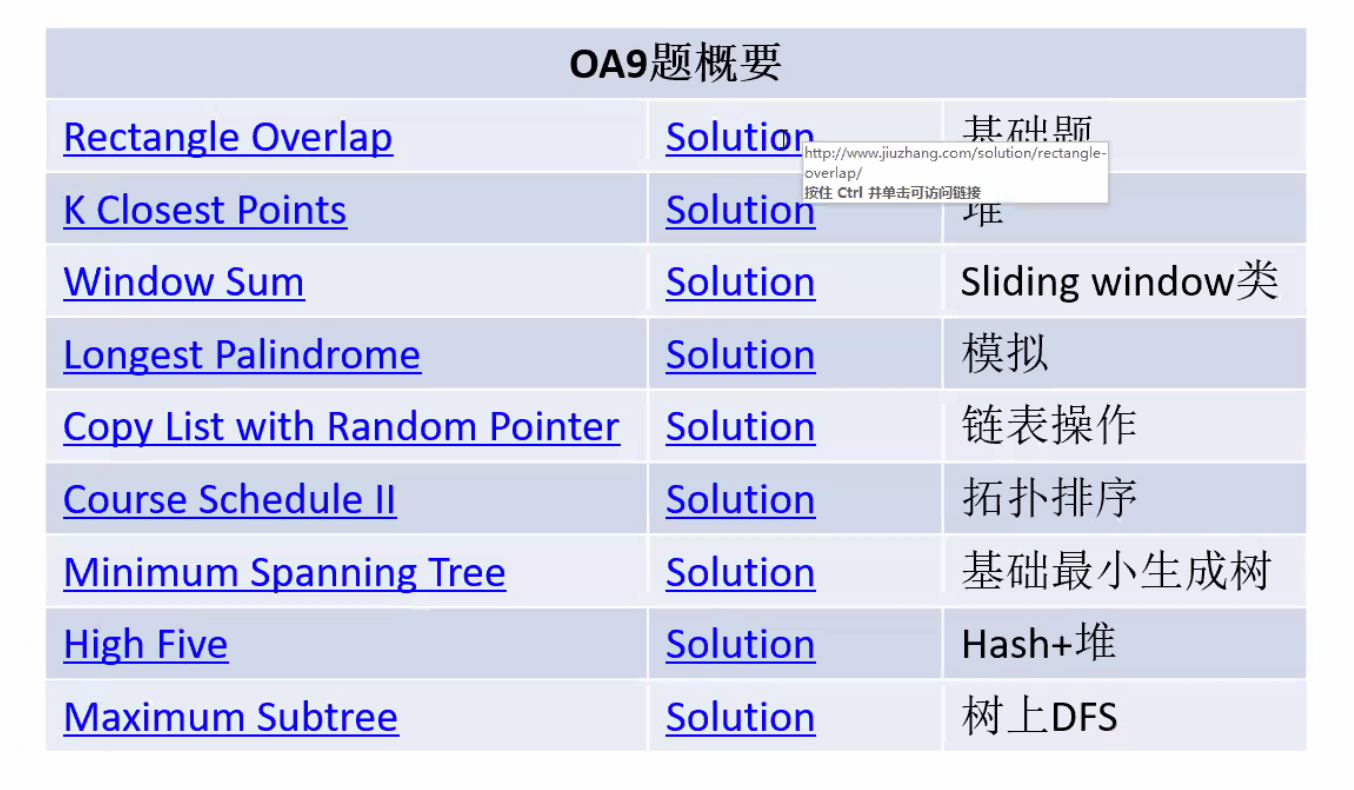 OA9题概要
Rectangle Overlap Solution 基础题
http://www.jiuzhang.com/solution/rectangle-
overlap/
按住 Ctrl 并单击可访问链接
K Closest Points Solution 堆
Window Sum Solution Sliding window类
Longest Palindrome Solution 模拟
Copy List with Random Pointer Solution 链表操作
Course Schedule II Solution 拓扑排序
Minimum Spanning Tree Solution 基础最小生成树
High Five Solution Hash+堆
Maximum Subtree Solution 树上DFS